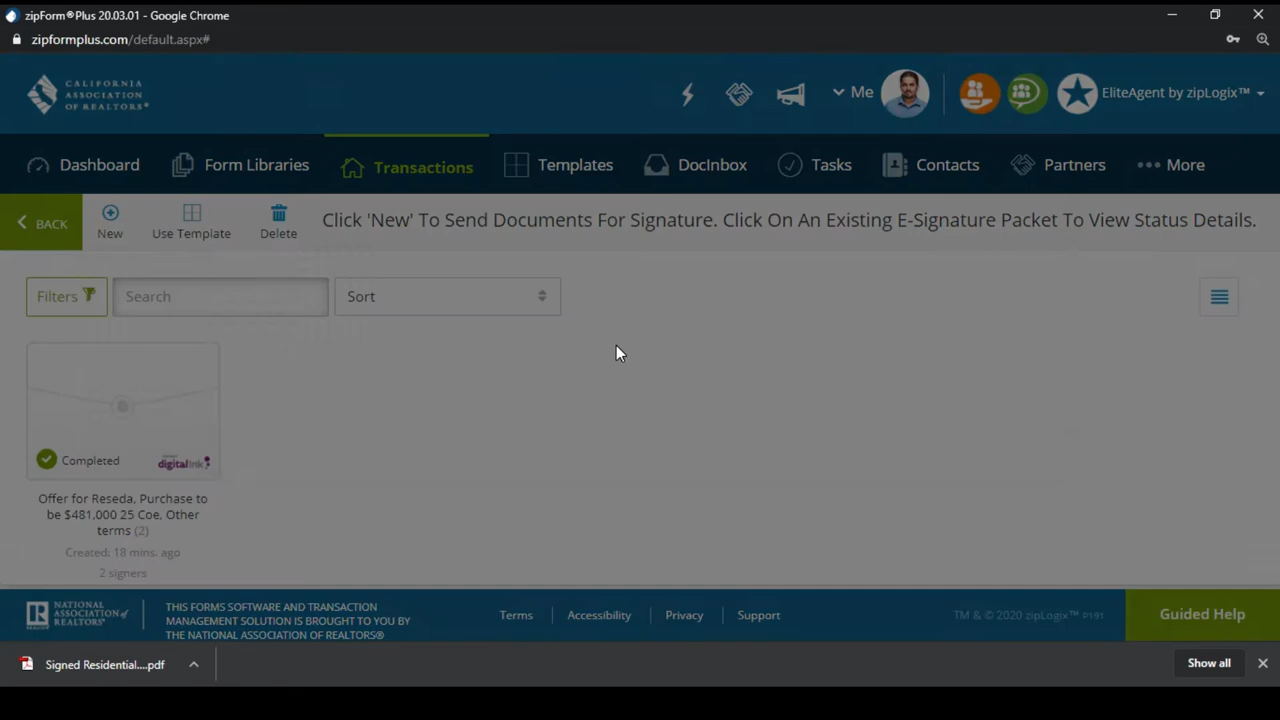 zipForm®Plus 20.03.01 - Google Chrome
zipformplus.com/default.aspx#
CALIFORNIA
ASSOCIATION
OF REALTORS®
Me
EliteAgent by zipLogix™
Dashboard
Form Libraries
Transactions
Templates
DocInbox
Tasks
Contacts
Partners
More
BACK
New
Use Template
Delete
Click 'New' To Send Documents For Signature. Click On An Existing E-Signature Packet To View Status Details.
Filters
Search
Sort
Completed
digitalink
Offer for Reseda, Purchase to
be $481,000 25 Coe, Other
terms (2)
Created: 18 mins. ago
2 signers
NATIONAL
ASSOCIATION of
REALTORS®
THIS FORMS SOFTWARE AND TRANSACTION
MANAGEMENT SOLUTION IS BROUGHT TO YOU BY
THE NATIONAL ASSOCIATION OF REALTORS®
Terms
Accessibility
Privacy
Support
TM & © 2020 zipLogix™ P191
Guided Help
Signed Residential....pdf
Show all